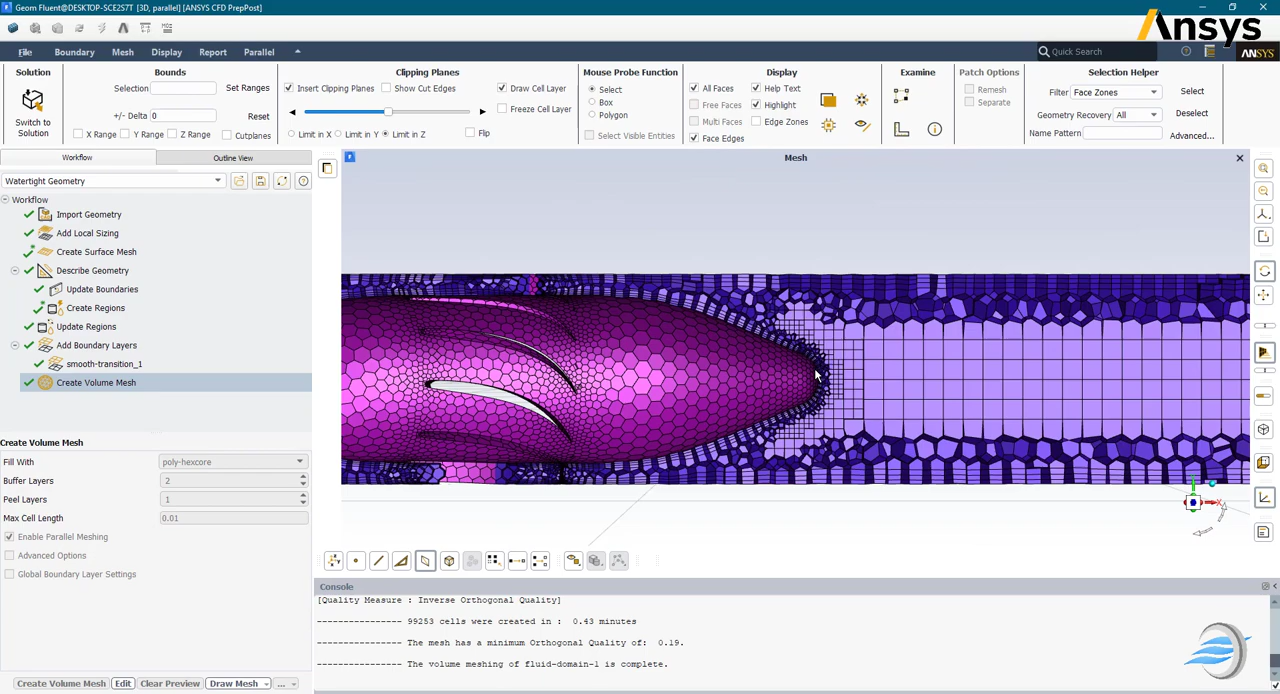 Geom Fluent@DESKTOP-SCE2S7T [3D, parallel] [ANSYS CFD PrepPost]
Ansys
File Boundary Mesh Display Report Parallel
Quick Search
ANSYS
Solution
Switch to
Solution
Bounds
Selection
Set Ranges
+/- Delta 0
Reset
X Range Y Range Z Range Cutplanes
Clipping Planes
Insert Clipping Planes Show Cut Edges Draw Cell Layer
Freeze Cell Layer
Limit in X Limit in Y Limit in Z Flip
Mouse Probe Function
Select
Box
Polygon
Select Visible Entities
Display
All Faces Help Text
Free Faces Highlight
Multi Faces Edge Zones
Face Edges
Examine
Patch Options
Remesh
Separate
Selection Helper
Filter Face Zones Select
Geometry Recovery All Deselect
Name Pattern Advanced...
Workflow Outline View
Watertight Geometry
Workflow
Import Geometry
Add Local Sizing
Create Surface Mesh
Describe Geometry
Update Boundaries
Create Regions
Update Regions
Add Boundary Layers
smooth-transition_1
Create Volume Mesh
Create Volume Mesh
Fill With poly-hexcore
Buffer Layers 2
Peel Layers 1
Max Cell Length 0.01
Enable Parallel Meshing
Advanced Options
Global Boundary Layer Settings
Create Volume Mesh Edit Clear Preview Draw Mesh ...
Mesh
Console
[Quality Measure : Inverse Orthogonal Quality]
---------------- 99253 cells were created in : 0.43 minutes
---------------- The mesh has a minimum Orthogonal Quality of: 0.19.
---------------- The volume meshing of fluid-domain-1 is complete.